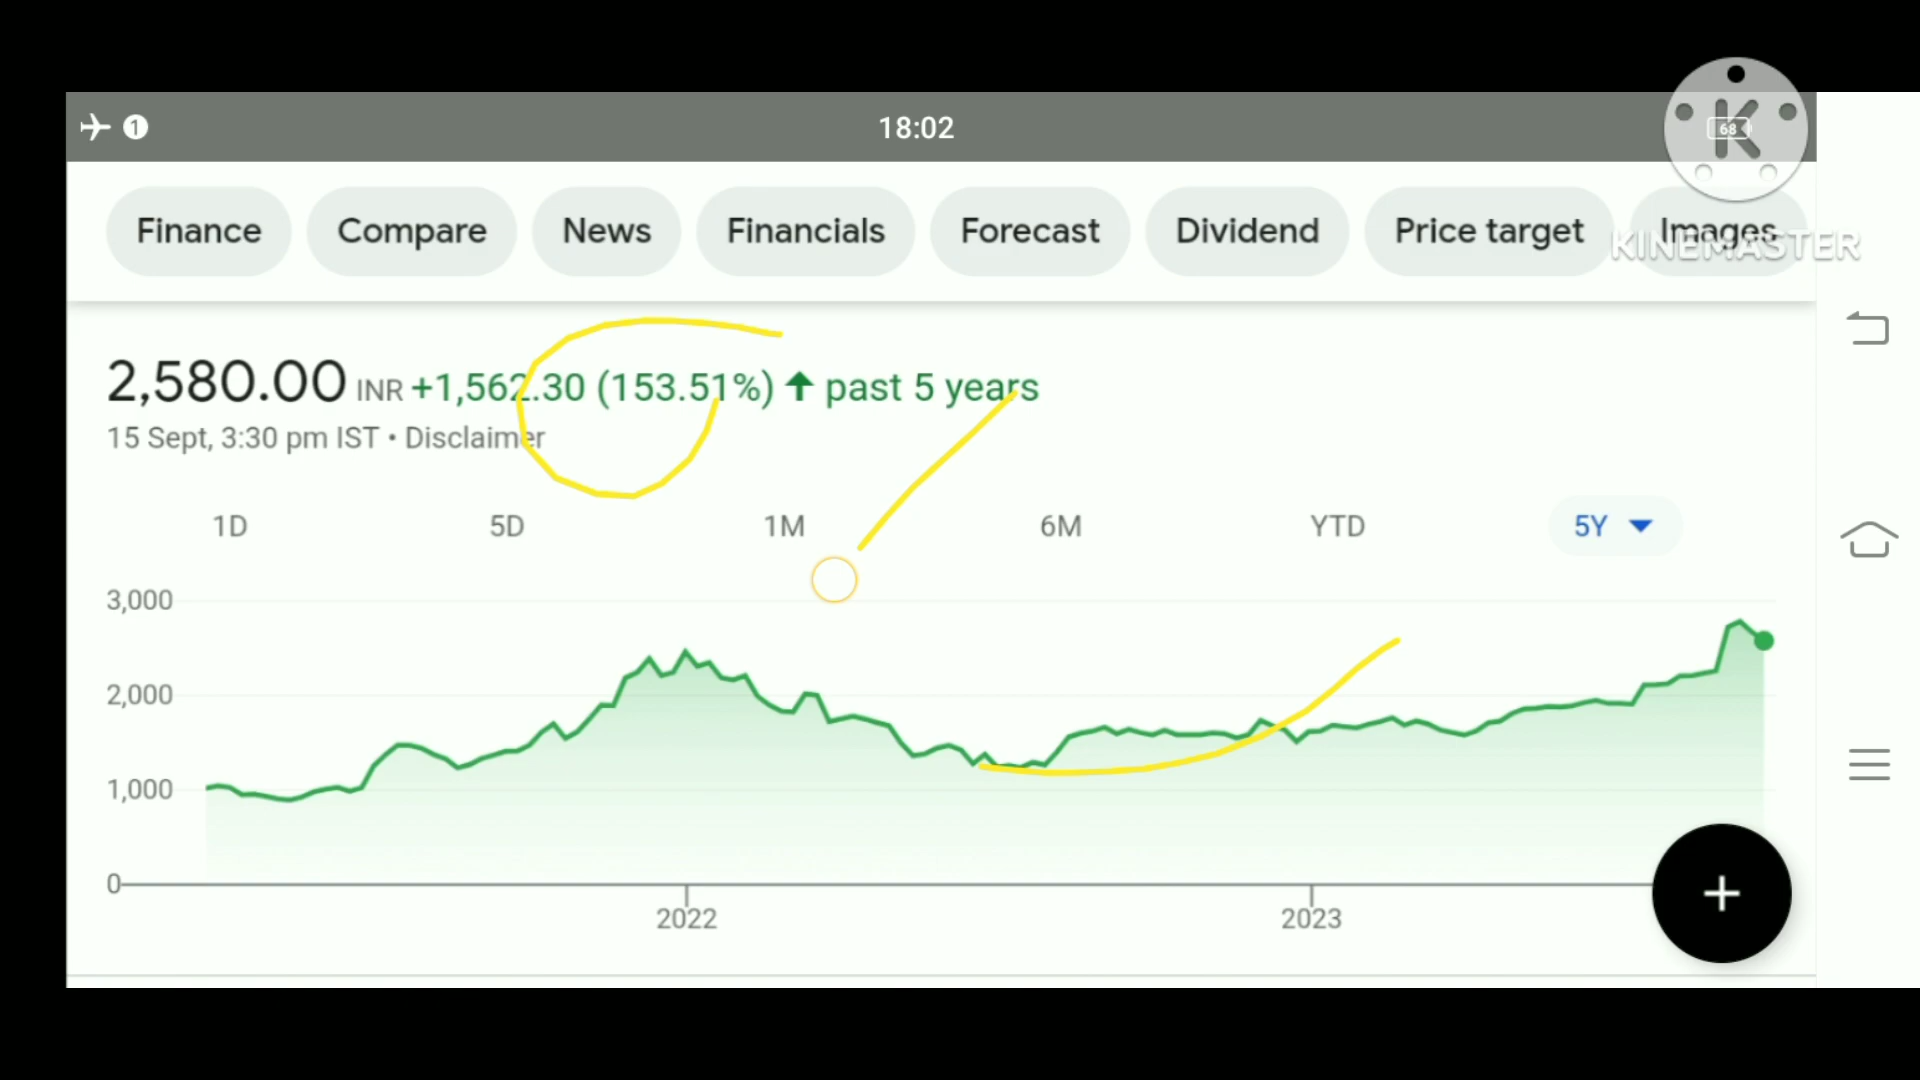 1 18:02 68
Finance Compare News Financials Forecast Dividend Price target Images
KINEMASTER
2,580.00 INR +1,562.30 (153.51%) ↑ past 5 years
15 Sept, 3:30 pm IST • Disclaimer
1D 5D 1M 6M YTD 5Y
3,000
2,000
1,000
0
2022 2023